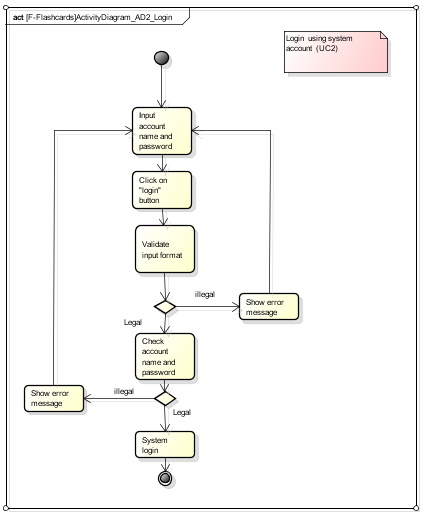 act [F-Flashcards]ActivityDiagram_AD2_Login
Login using system
account (UC2)
Input
account
name and
password
Click on
"login"
button
Validate
input format
illegal
Show error
message
Legal
Check
account
name and
password
illegal
Show error
message
Legal
System
login